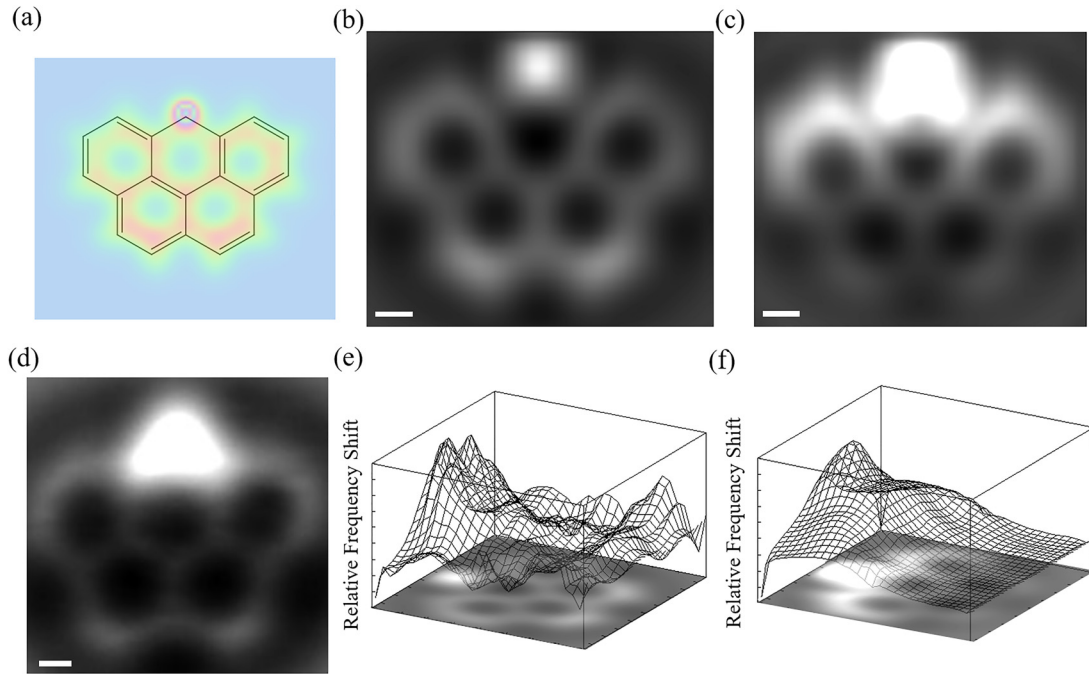 (a)
(b)
(c)
(d)
(e)
(f)
Relative Frequency Shift
Relative Frequency Shift